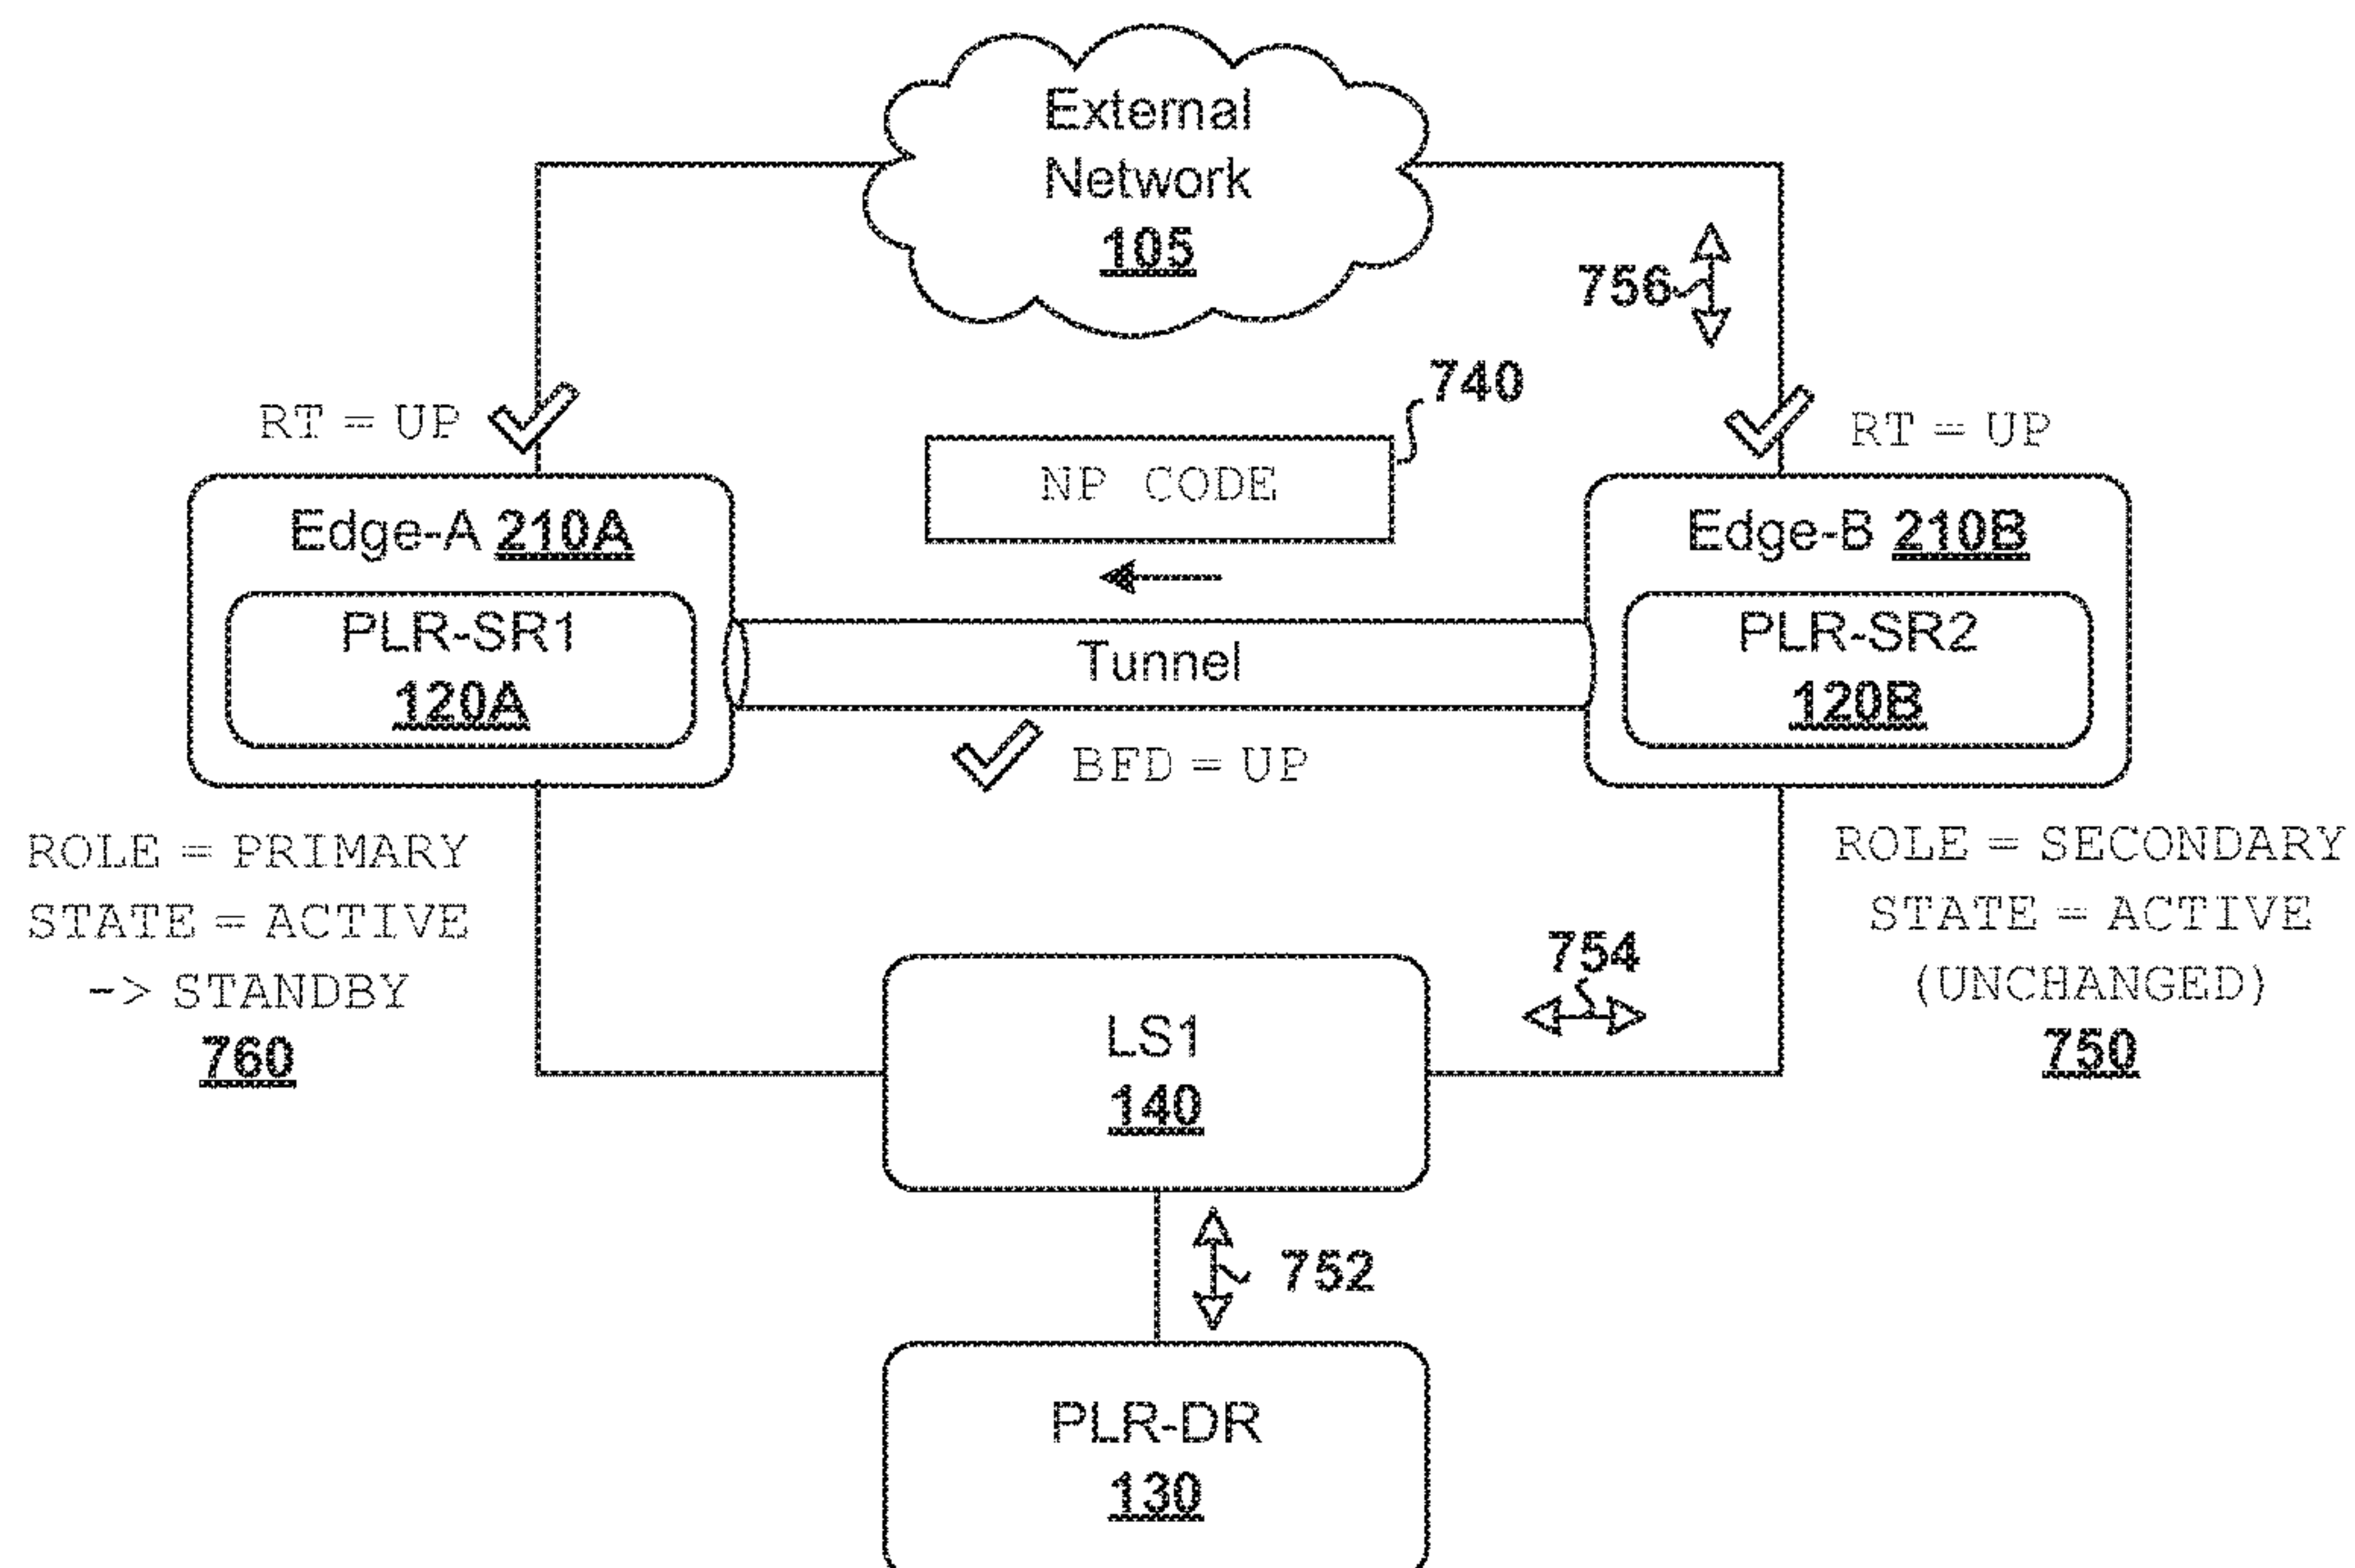 External
Network
105
756
740
RT = UP
NP CODE
RT = UP
Edge-A 210A
Edge-B 210B
PLR-SR1
120A
Tunnel
PLR-SR2
120B
BFD = UP
ROLE = PRIMARY
STATE = ACTIVE
-> STANDBY
760
ROLE = SECONDARY
STATE = ACTIVE
(UNCHANGED)
750
754
LS1
140
752
PLR-DR
130